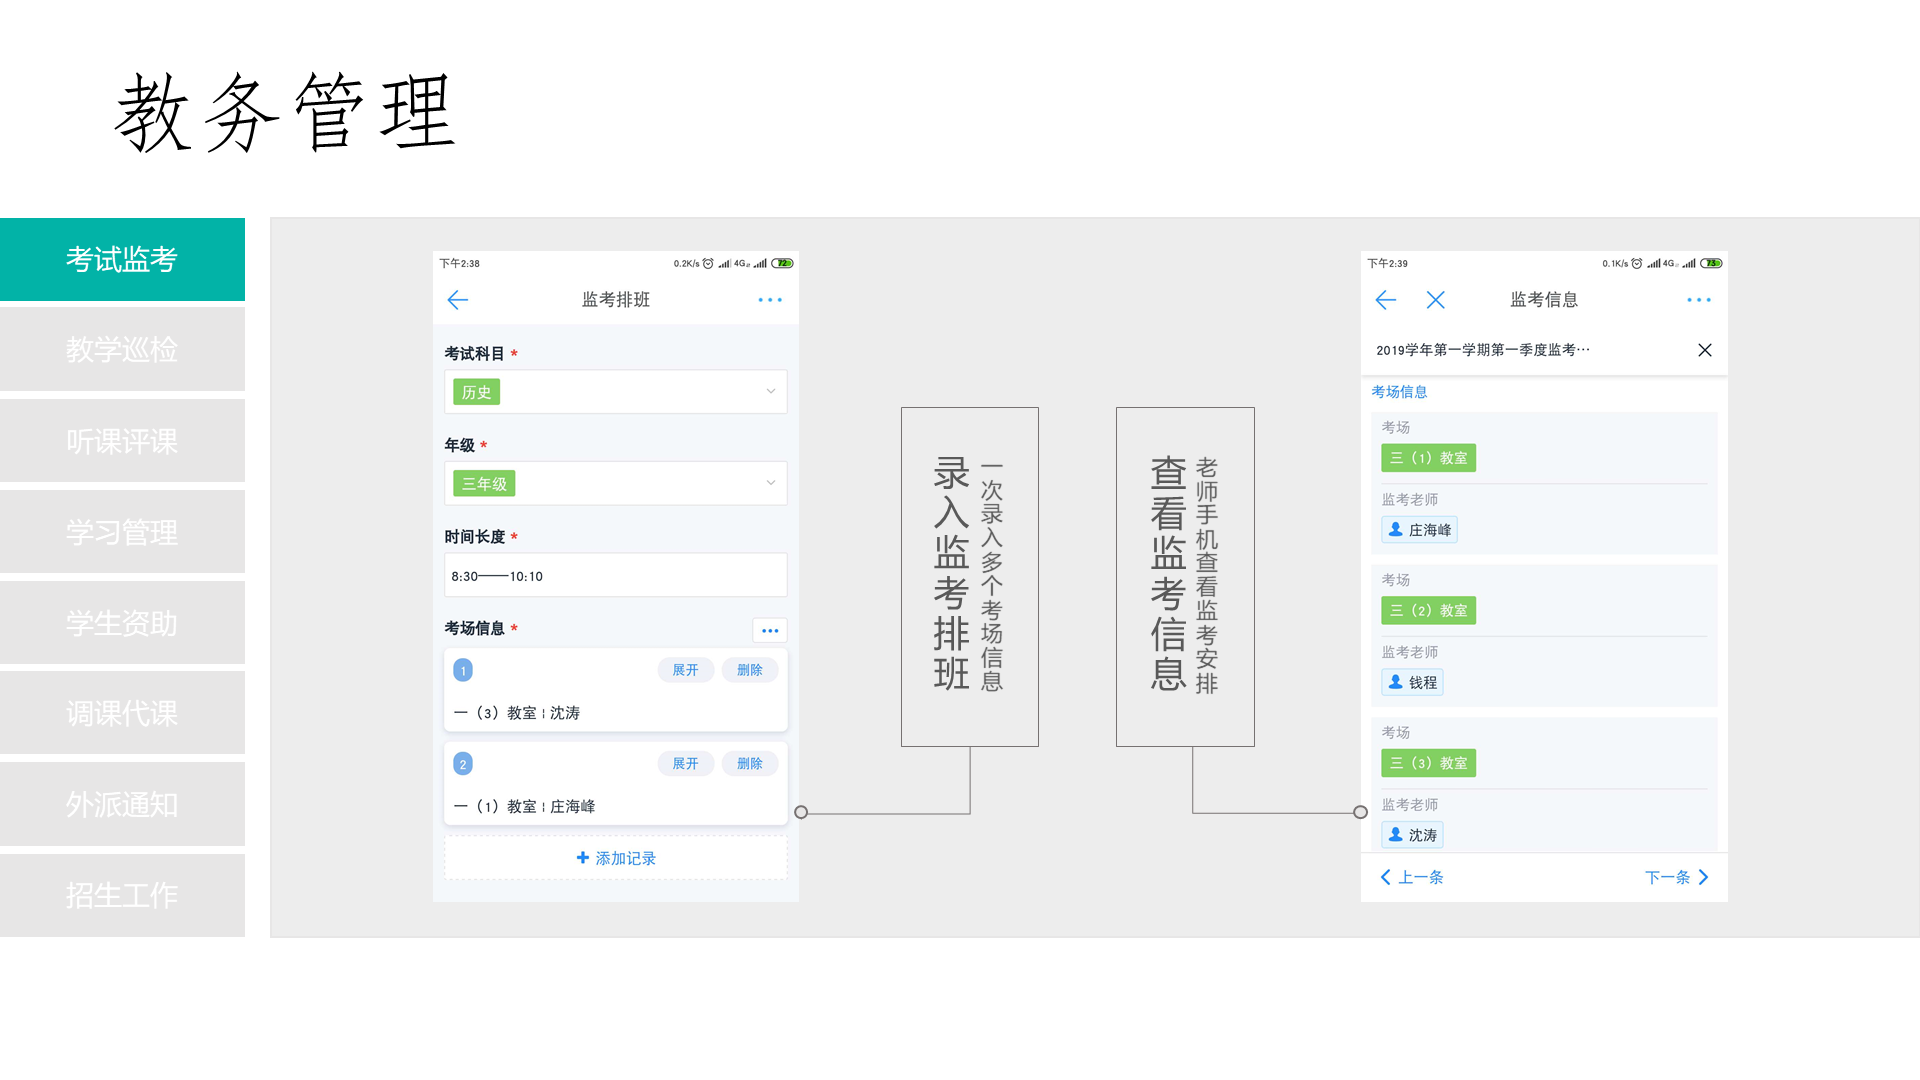 教务管理
考试监考
教学巡检
听课评课
学习管理
学生资助
调课代课
外派通知
招生工作
下午2:38
0.2K/s
4G
72
监考排班
考试科目 *
历史
年级 *
三年级
时间长度 *
8:30——10:10
考场信息 *
1
展开
删除
一（3）教室 ¦ 沈涛
2
展开
删除
一（1）教室 ¦ 庄海峰
添加记录
录入监考排班
一次录入多个考场信息
查看监考信息
老师手机查看监考安排
下午2:39
0.1K/s
4G
73
监考信息
2019学年第一学期第一季度监考…
考场信息
考场
三（1）教室
监考老师
庄海峰
考场
三（2）教室
监考老师
钱程
考场
三（3）教室
监考老师
沈涛
上一条
下一条